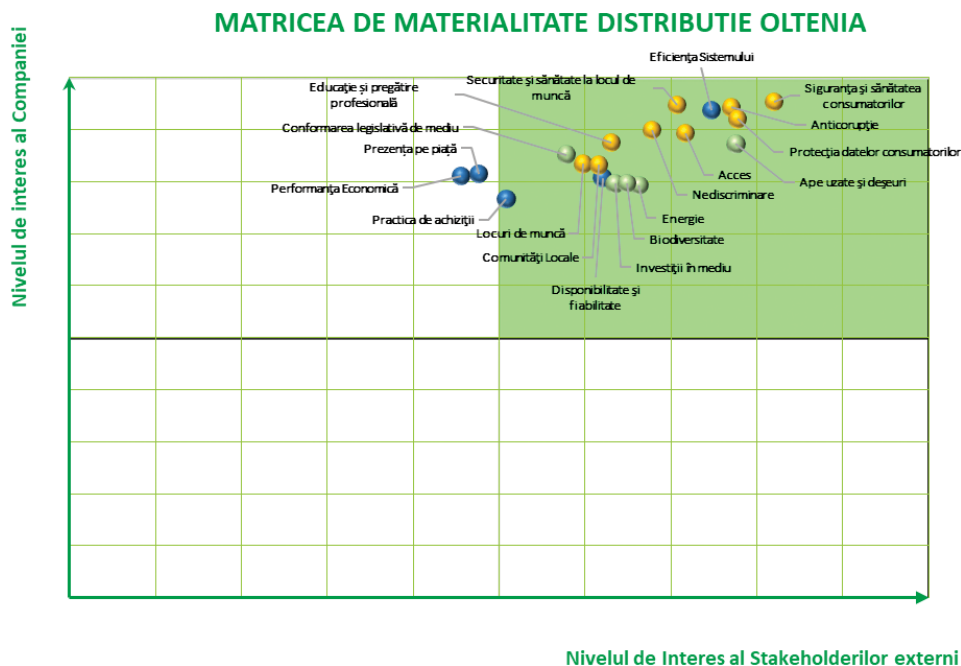 MATRICEA DE MATERIALITATE DISTRIBUTIE OLTENIA
Nivelul de interes al Companiei
Eficiența Sistemului
Securitate și sănătate la locul de
muncă
Educație și pregătire
profesională
Siguranța și sănătatea
consumatorilor
Anticorupție
Conformarea legislativă de mediu
Prezența pe piață
Protecția datelor consumatorilor
Acces
Ape uzate și deșeuri
Performanța Economică
Nediscriminare
Practica de achiziții
Energie
Locuri de muncă
Biodiversitate
Comunități Locale
Investiții în mediu
Disponibilitate și
fiabilitate
Nivelul de Interes al Stakeholderilor externi